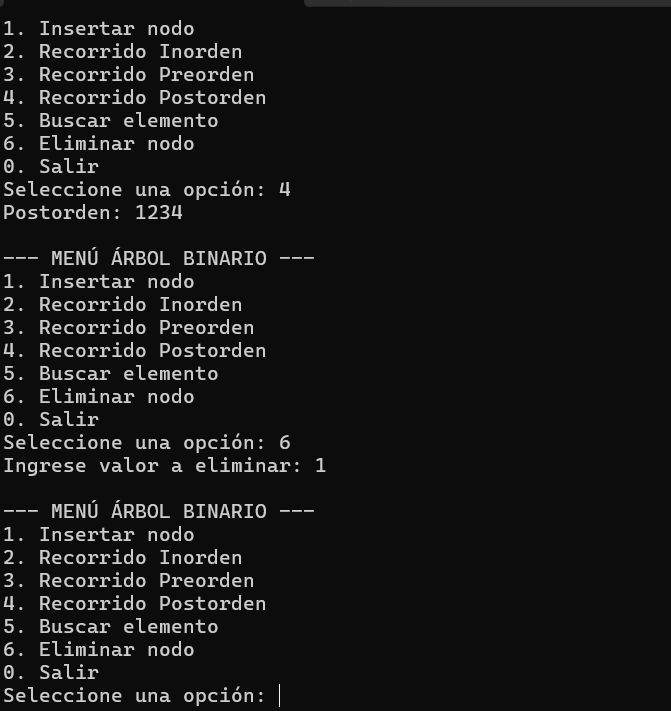 1. Insertar nodo
2. Recorrido Inorden
3. Recorrido Preorden
4. Recorrido Postorden
5. Buscar elemento
6. Eliminar nodo
0. Salir
Seleccione una opción: 4
Postorden: 1234
--- MENÚ ÁRBOL BINARIO ---
1. Insertar nodo
2. Recorrido Inorden
3. Recorrido Preorden
4. Recorrido Postorden
5. Buscar elemento
6. Eliminar nodo
0. Salir
Seleccione una opción: 6
Ingrese valor a eliminar: 1
--- MENÚ ÁRBOL BINARIO ---
1. Insertar nodo
2. Recorrido Inorden
3. Recorrido Preorden
4. Recorrido Postorden
5. Buscar elemento
6. Eliminar nodo
0. Salir
Seleccione una opción: